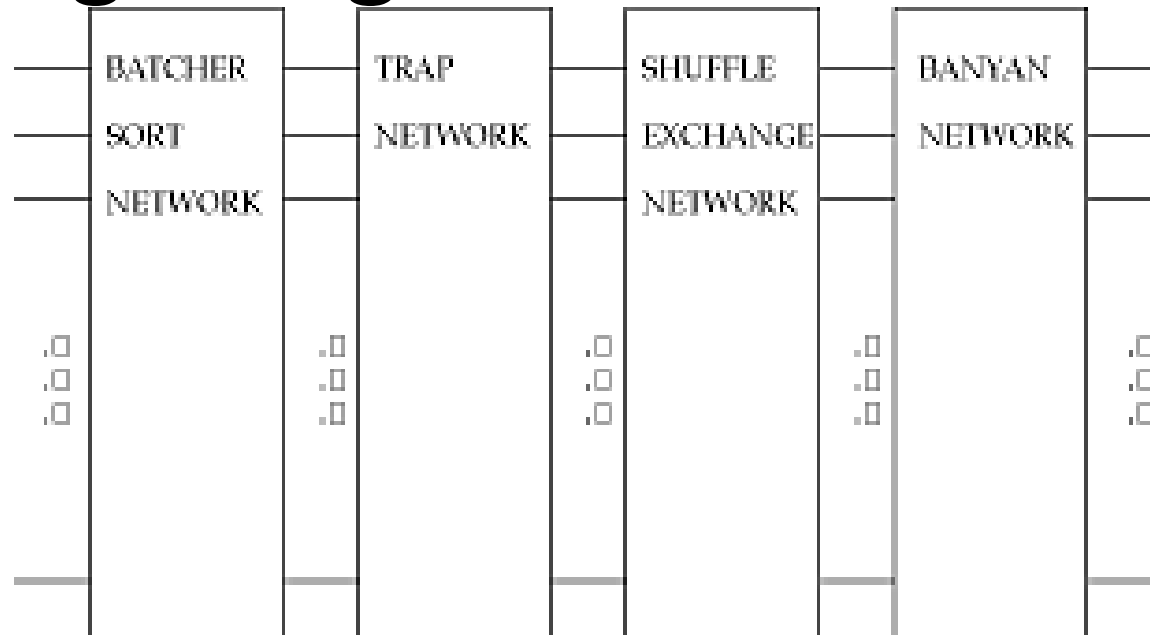 BATCHER
SORT
NETWORK
TRAP
NETWORK
SHUFFLE
EXCHANGE
NETWORK
BANYAN
NETWORK